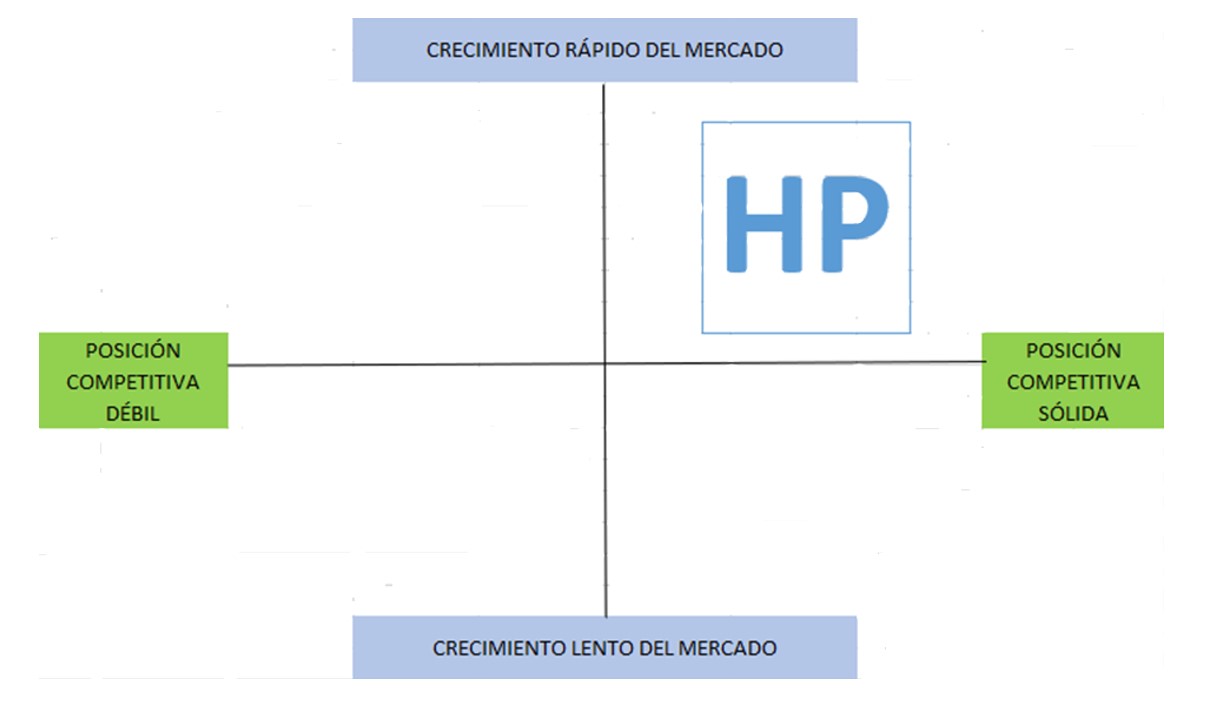 CRECIMIENTO RÁPIDO DEL MERCADO
HP
POSICIÓN
COMPETITIVA
DÉBIL
POSICIÓN
COMPETITIVA
SÓLIDA
CRECIMIENTO LENTO DEL MERCADO